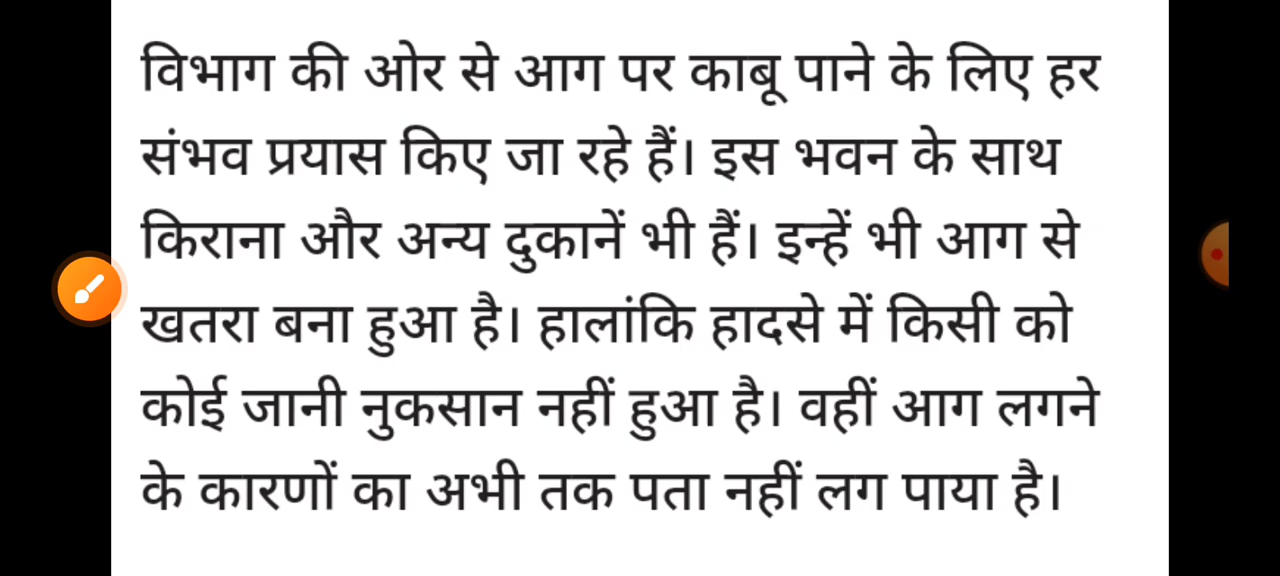 विभाग की ओर से आग पर काबू पाने के लिए हर
संभव प्रयास किए जा रहे हैं। इस भवन के साथ
किराना और अन्य दुकानें भी हैं। इन्हें भी आग से
खतरा बना हुआ है। हालांकि हादसे में किसी को
कोई जानी नुकसान नहीं हुआ है। वहीं आग लगने
के कारणों का अभी तक पता नहीं लग पाया है।